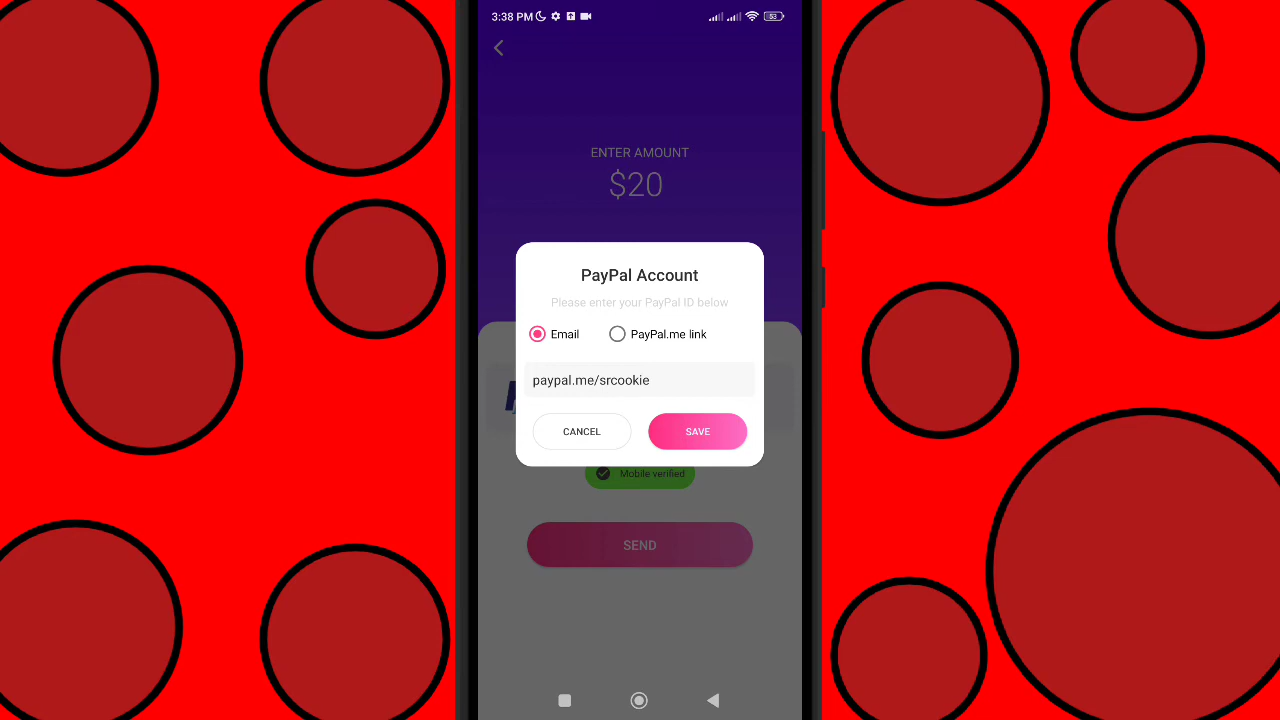 3:38 PM
53
ENTER AMOUNT
$20
PayPal Account
Please enter your PayPal ID below
Email
PayPal.me link
paypal.me/srcookie
CANCEL
SAVE
Mobile verified
SEND